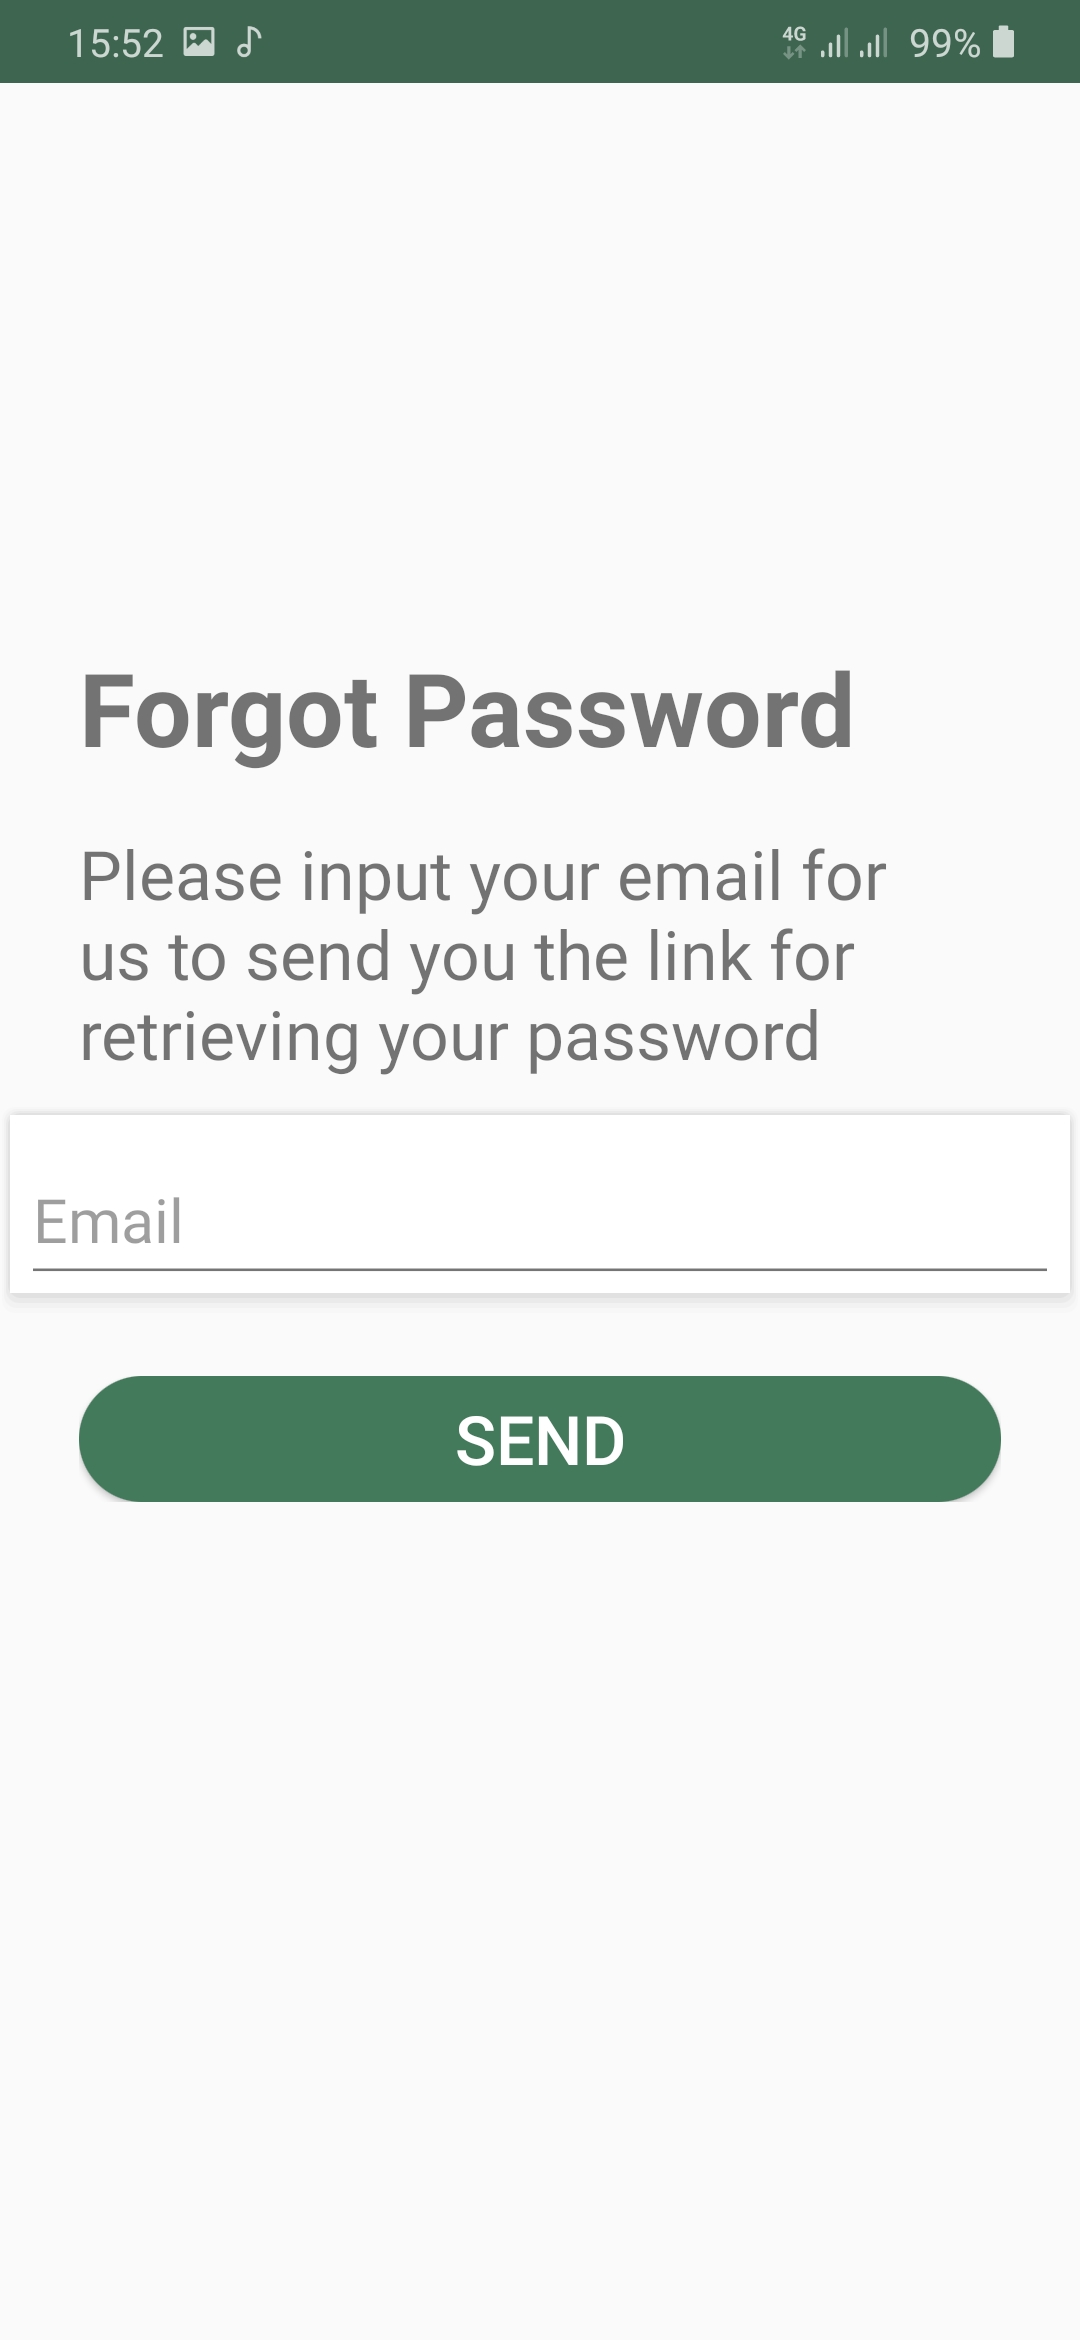 15:52 4G 99%
Forgot Password
Please input your email for
us to send you the link for
retrieving your password
Email
SEND